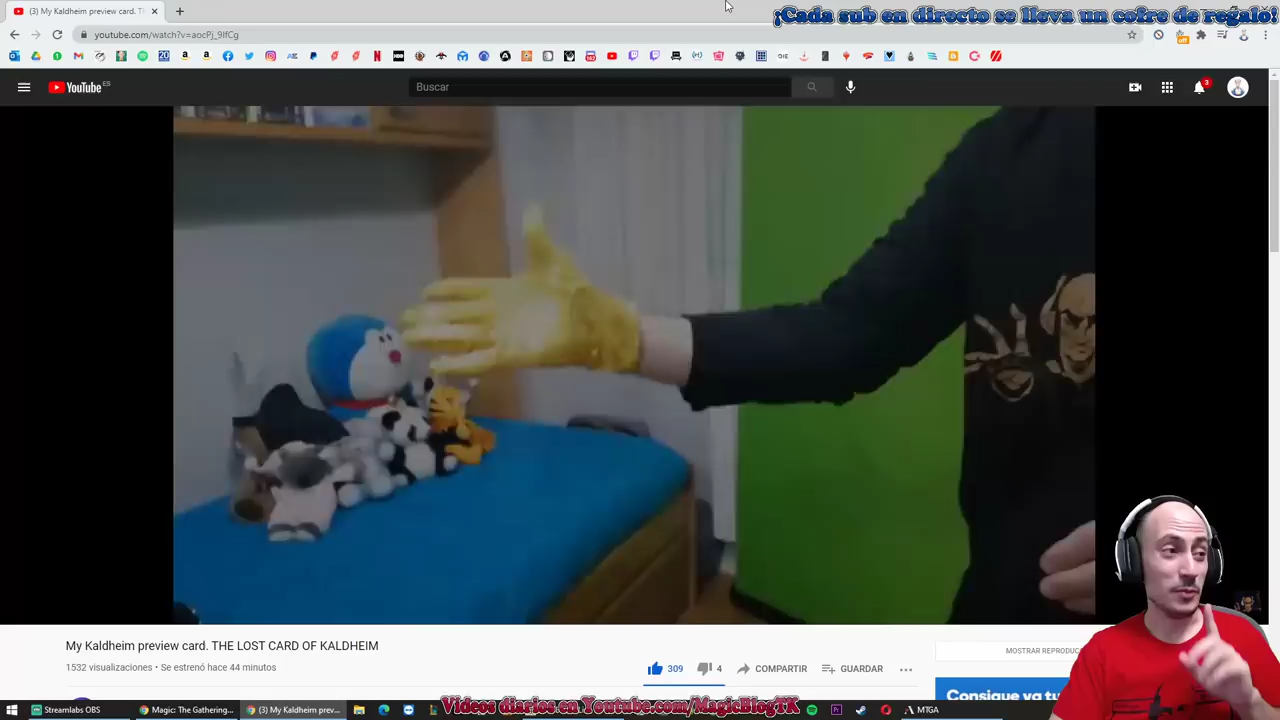 (3) My Kaldheim preview card. T
¡Cada sub en directo se lleva un cofre de regalo!
youtube.com/watch?v=aocPj_9IfCg
YouTube ES
Buscar
3
My Kaldheim preview card. THE LOST CARD OF KALDHEIM
1532 visualizaciones • Se estrenó hace 44 minutos
309
4
COMPARTIR
GUARDAR
MOSTRAR REPRODUC
Consigue ya tu
Streamlabs OBS
Magic: The Gathering...
(3) My Kaldheim prev...
Videos diarios en Youtube.com/MagicBlogTK
MTGA